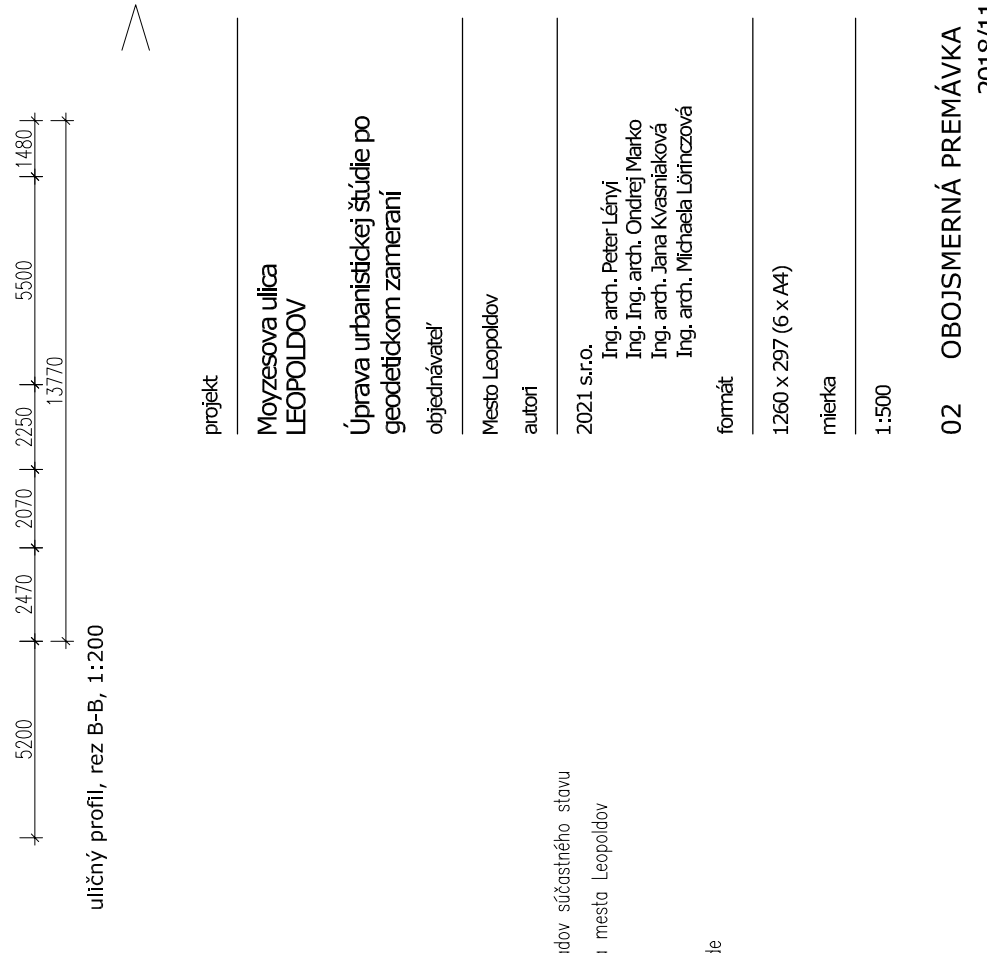 5200 2470 2070 2250 5500 1480
13770
uličný profil, rez B-B, 1:200
projekt
Moyzesova ulica
LEOPOLDOV
Úprava urbanistickej štúdie po
geodetickom zameraní
objednávateľ
Mesto Leopoldov
autori
2021 s.r.o.
Ing. arch. Peter Lényi
Ing. Ing. arch. Ondrej Marko
Ing. arch. Jana Kvasniaková
Ing. arch. Michaela Lörinczová
formát
1260 x 297 (6 x A4)
mierka
1:500
02 OBOJSMERNÁ PREMÁVKA
2018/11
súčastného stavu
mesta Leopoldov